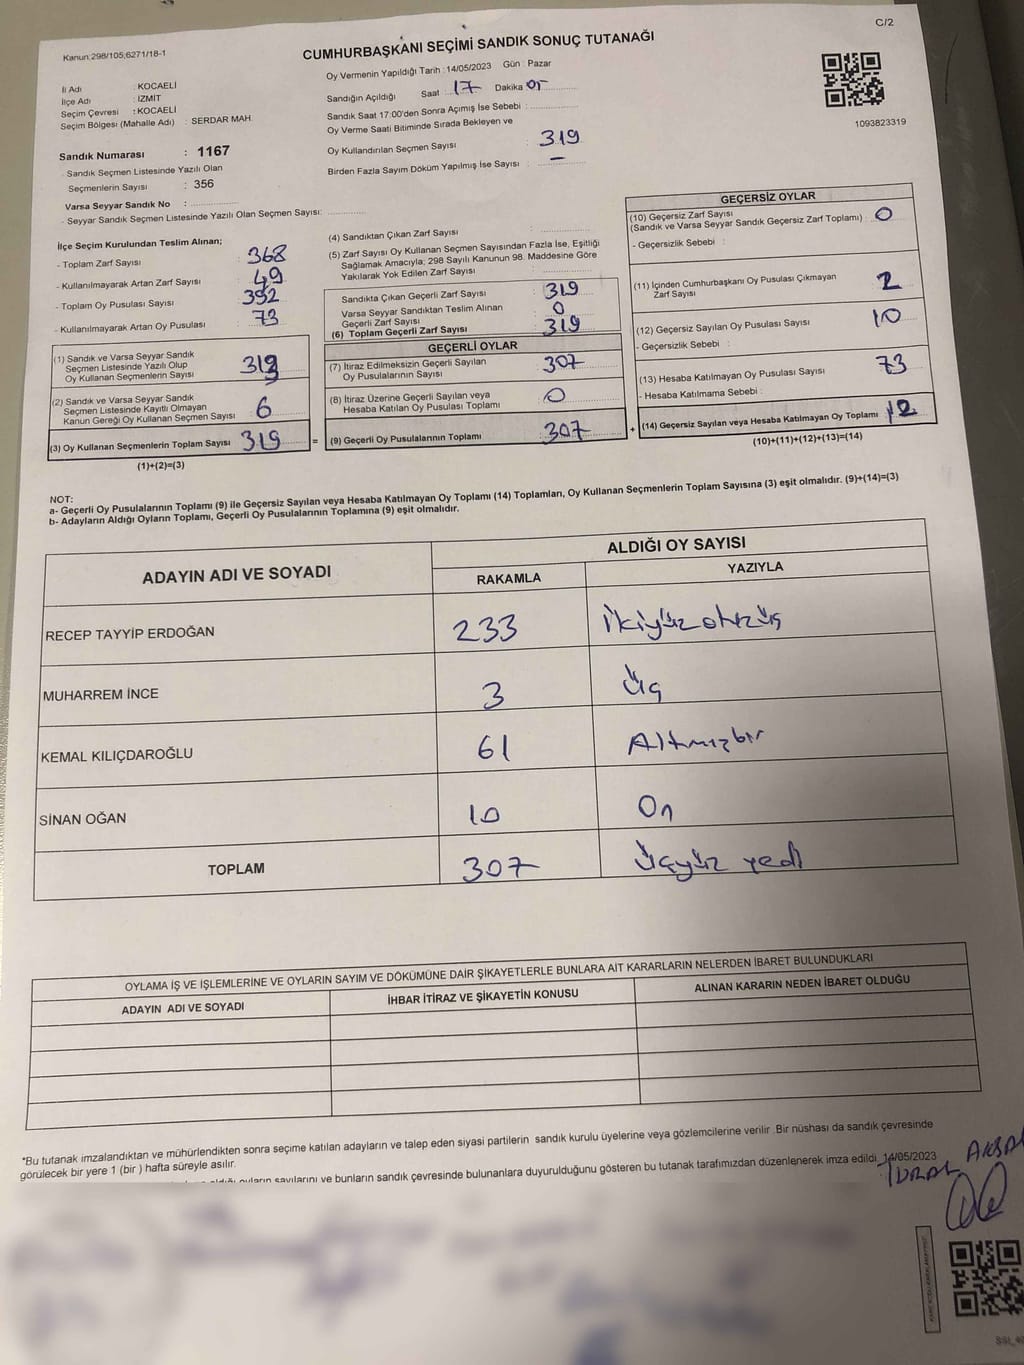 C/2
Kanun:298/105;6271/18-1
CUMHURBAŞKANI SEÇİMİ SANDIK SONUÇ TUTANAĞI
İl Adı : KOCAELİ
İlçe Adı : İZMİT
Seçim Çevresi : KOCAELİ
Seçim Bölgesi (Mahalle Adı) : SERDAR MAH.
Sandık Numarası : 1167
- Sandık Seçmen Listesinde Yazılı Olan
Seçmenlerin Sayısı : 356
Varsa Seyyar Sandık No :
- Seyyar Sandık Seçmen Listesinde Yazılı Olan Seçmen Sayısı:
Oy Vermenin Yapıldığı Tarih : 14/05/2023 Gün : Pazar
Sandığın Açıldığı Saat : 17 Dakika 05
Sandık Saat 17:00'den Sonra Açımış İse Sebebi :
Oy Verme Saati Bitiminde Sırada Bekleyen ve
Oy Kullandırılan Seçmen Sayısı : 319
Birden Fazla Sayım Döküm Yapılmış İse Sayısı : –
1093823319
İlçe Seçim Kurulundan Teslim Alınan;
- Toplam Zarf Sayısı : 368
- Kullanılmayarak Artan Zarf Sayısı : 49
- Toplam Oy Pusulası Sayısı : 392
- Kullanılmayarak Artan Oy Pusulası : 73
(1) Sandık ve Varsa Seyyar Sandık
Seçmen Listesinde Yazılı Olup
Oy Kullanan Seçmenlerin Sayısı : 313
(2) Sandık ve Varsa Seyyar Sandık
Seçmen Listesinde Kayıtlı Olmayan
Kanun Gereği Oy Kullanan Seçmen Sayısı : 6
(3) Oy Kullanan Seçmenlerin Toplam Sayısı : 319
(1)+(2)=(3)
(4) Sandıktan Çıkan Zarf Sayısı :
(5) Zarf Sayısı Oy Kullanan Seçmen Sayısından Fazla İse, Eşitliği
Sağlamak Amacıyla; 298 Sayılı Kanunun 98. Maddesine Göre
Yakılarak Yok Edilen Zarf Sayısı :
Sandıkta Çıkan Geçerli Zarf Sayısı : 319
Varsa Seyyar Sandıktan Teslim Alınan
Geçerli Zarf Sayısı : 0
(6) Toplam Geçerli Zarf Sayısı : 319
GEÇERLİ OYLAR
(7) İtiraz Edilmeksizin Geçerli Sayılan
Oy Pusulalarının Sayısı : 307
(8) İtiraz Üzerine Geçerli Sayılan veya
Hesaba Katılan Oy Pusulası Toplamı : 0
= (9) Geçerli Oy Pusulalarının Toplamı : 307
GEÇERSİZ OYLAR
(10) Geçersiz Zarf Sayısı : 0
(Sandık ve Varsa Seyyar Sandık Geçersiz Zarf Toplamı)
- Geçersizlik Sebebi :
(11) İçinden Cumhurbaşkanı Oy Pusulası Çıkmayan
Zarf Sayısı : 2
(12) Geçersiz Sayılan Oy Pusulası Sayısı : 10
- Geçersizlik Sebebi :
(13) Hesaba Katılmayan Oy Pusulası Sayısı : 73
- Hesaba Katılmama Sebebi :
+ (14) Geçersiz Sayılan veya Hesaba Katılmayan Oy Toplamı : 12
(10)+(11)+(12)+(13)=(14)
NOT:
a- Geçerli Oy Pusulalarının Toplamı (9) ile Geçersiz Sayılan veya Hesaba Katılmayan Oy Toplamı (14) Toplamları, Oy Kullanan Seçmenlerin Toplam Sayısına (3) eşit olmalıdır. (9)+(14)=(3)
b- Adayların Aldığı Oyların Toplamı, Geçerli Oy Pusulalarının Toplamına (9) eşit olmalıdır.
ADAYIN ADI VE SOYADI ALDIĞI OY SAYISI
RAKAMLA YAZIYLA
RECEP TAYYİP ERDOĞAN 233 İkiyüzotuzüç
MUHARREM İNCE 3 Üç
KEMAL KILIÇDAROĞLU 61 Altmışbir
SİNAN OĞAN 10 On
TOPLAM 307 Üçyüz yedi
OYLAMA İŞ VE İŞLEMLERİNE VE OYLARIN SAYIM VE DÖKÜMÜNE DAİR ŞİKAYETLERLE BUNLARA AİT KARARLARIN NELERDEN İBARET BULUNDUKLARI
ADAYIN ADI VE SOYADI İHBAR İTİRAZ VE ŞİKAYETİN KONUSU ALINAN KARARIN NEDEN İBARET OLDUĞU
*Bu tutanak imzalandıktan ve mühürlendikten sonra seçime katılan adayların ve talep eden siyasi partilerin sandık kurulu üyelerine veya gözlemcilerine verilir .Bir nüshası da sandık çevresinde
görülecek bir yere 1 (bir ) hafta süreyle asılır.
oyların sayılarını ve bunların sandık çevresinde bulunanlara duyurulduğunu gösteren bu tutanak tarafımızdan düzenlenerek imza edildi. 14/05/2023